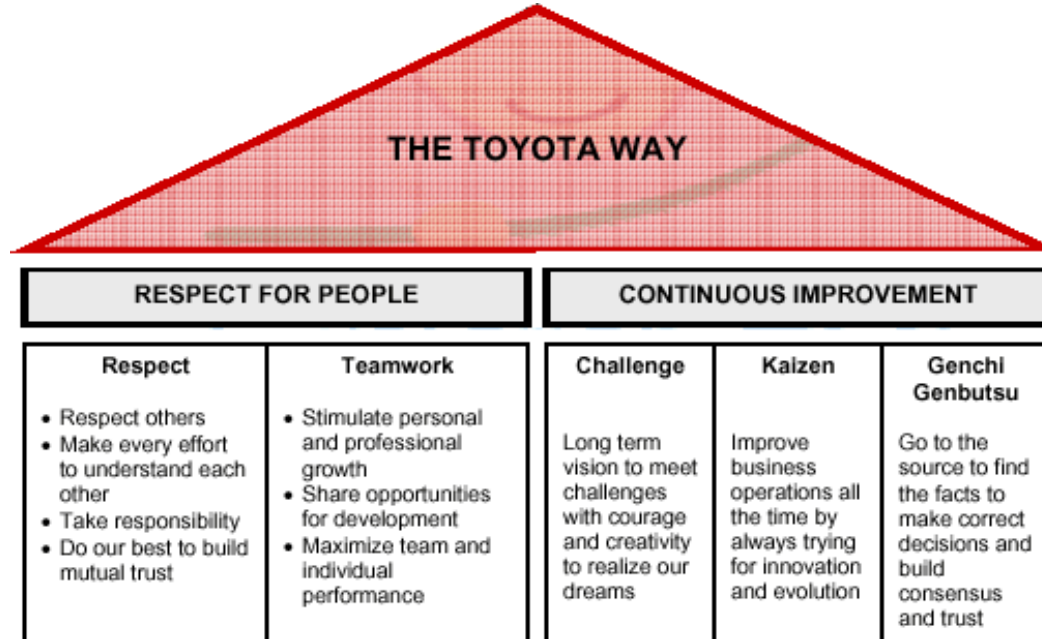 THE TOYOTA WAY
RESPECT FOR PEOPLE
CONTINUOUS IMPROVEMENT
Respect
• Respect others
• Make every effort
to understand each
other
• Take responsibility
• Do our best to build
mutual trust
Teamwork
• Stimulate personal
and professional
growth
• Share opportunities
for development
• Maximize team and
individual
performance
Challenge
Long term
vision to meet
challenges
with courage
and creativity
to realize our
dreams
Kaizen
Improve
business
operations all
the time by
always trying
for innovation
and evolution
Genchi
Genbutsu
Go to the
source to find
the facts to
make correct
decisions and
build
consensus
and trust